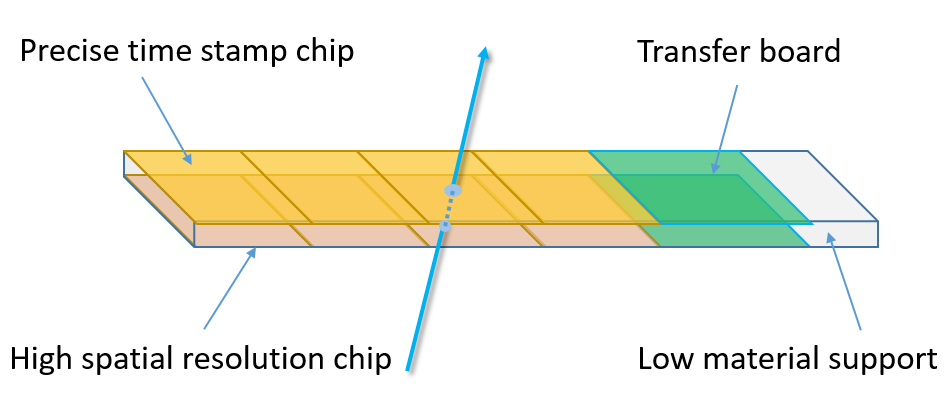 Precise time stamp chip
Transfer board
High spatial resolution chip
Low material support